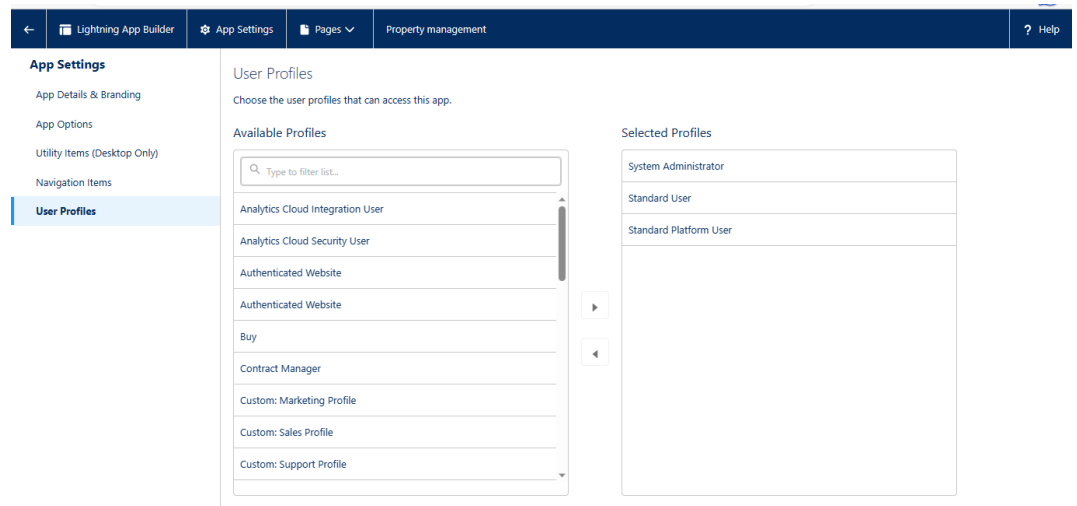 Lightning App Builder
App Settings
Pages
Property management
? Help
App Settings
App Details & Branding
App Options
Utility Items (Desktop Only)
Navigation Items
User Profiles
User Profiles
Choose the user profiles that can access this app.
Available Profiles
Type to filter list...
Analytics Cloud Integration User
Analytics Cloud Security User
Authenticated Website
Authenticated Website
Buy
Contract Manager
Custom: Marketing Profile
Custom: Sales Profile
Custom: Support Profile
Selected Profiles
System Administrator
Standard User
Standard Platform User